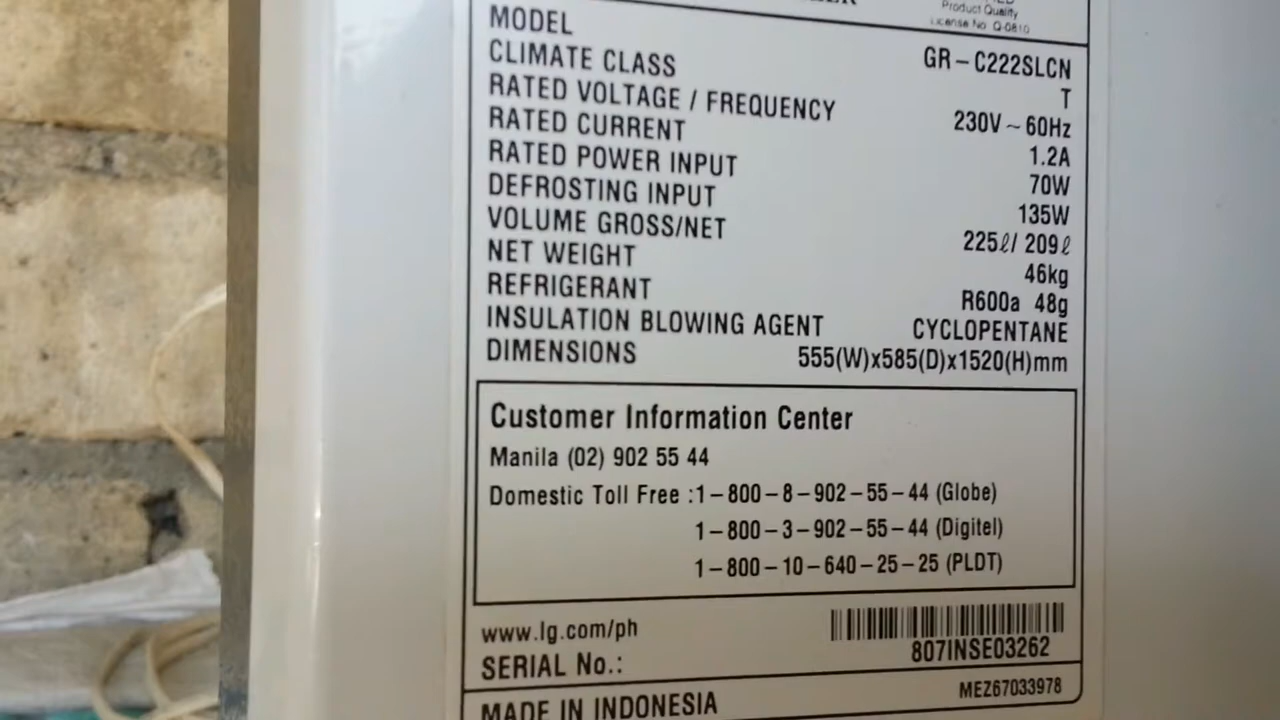 Product Quality
License No Q-0810
MODEL GR-C222SLCN
CLIMATE CLASS T
RATED VOLTAGE / FREQUENCY 230V ~ 60Hz
RATED CURRENT 1.2A
RATED POWER INPUT 70W
DEFROSTING INPUT 135W
VOLUME GROSS/NET 225ℓ/ 209ℓ
NET WEIGHT 46kg
REFRIGERANT R600a 48g
INSULATION BLOWING AGENT CYCLOPENTANE
DIMENSIONS 555(W)x585(D)x1520(H)mm
Customer Information Center
Manila (02) 902 55 44
Domestic Toll Free :1-800-8-902-55-44 (Globe)
1-800-3-902-55-44 (Digitel)
1-800-10-640-25-25 (PLDT)
www.lg.com/ph
SERIAL No.: 807INSE03262
MADE IN INDONESIA MEZ67033978